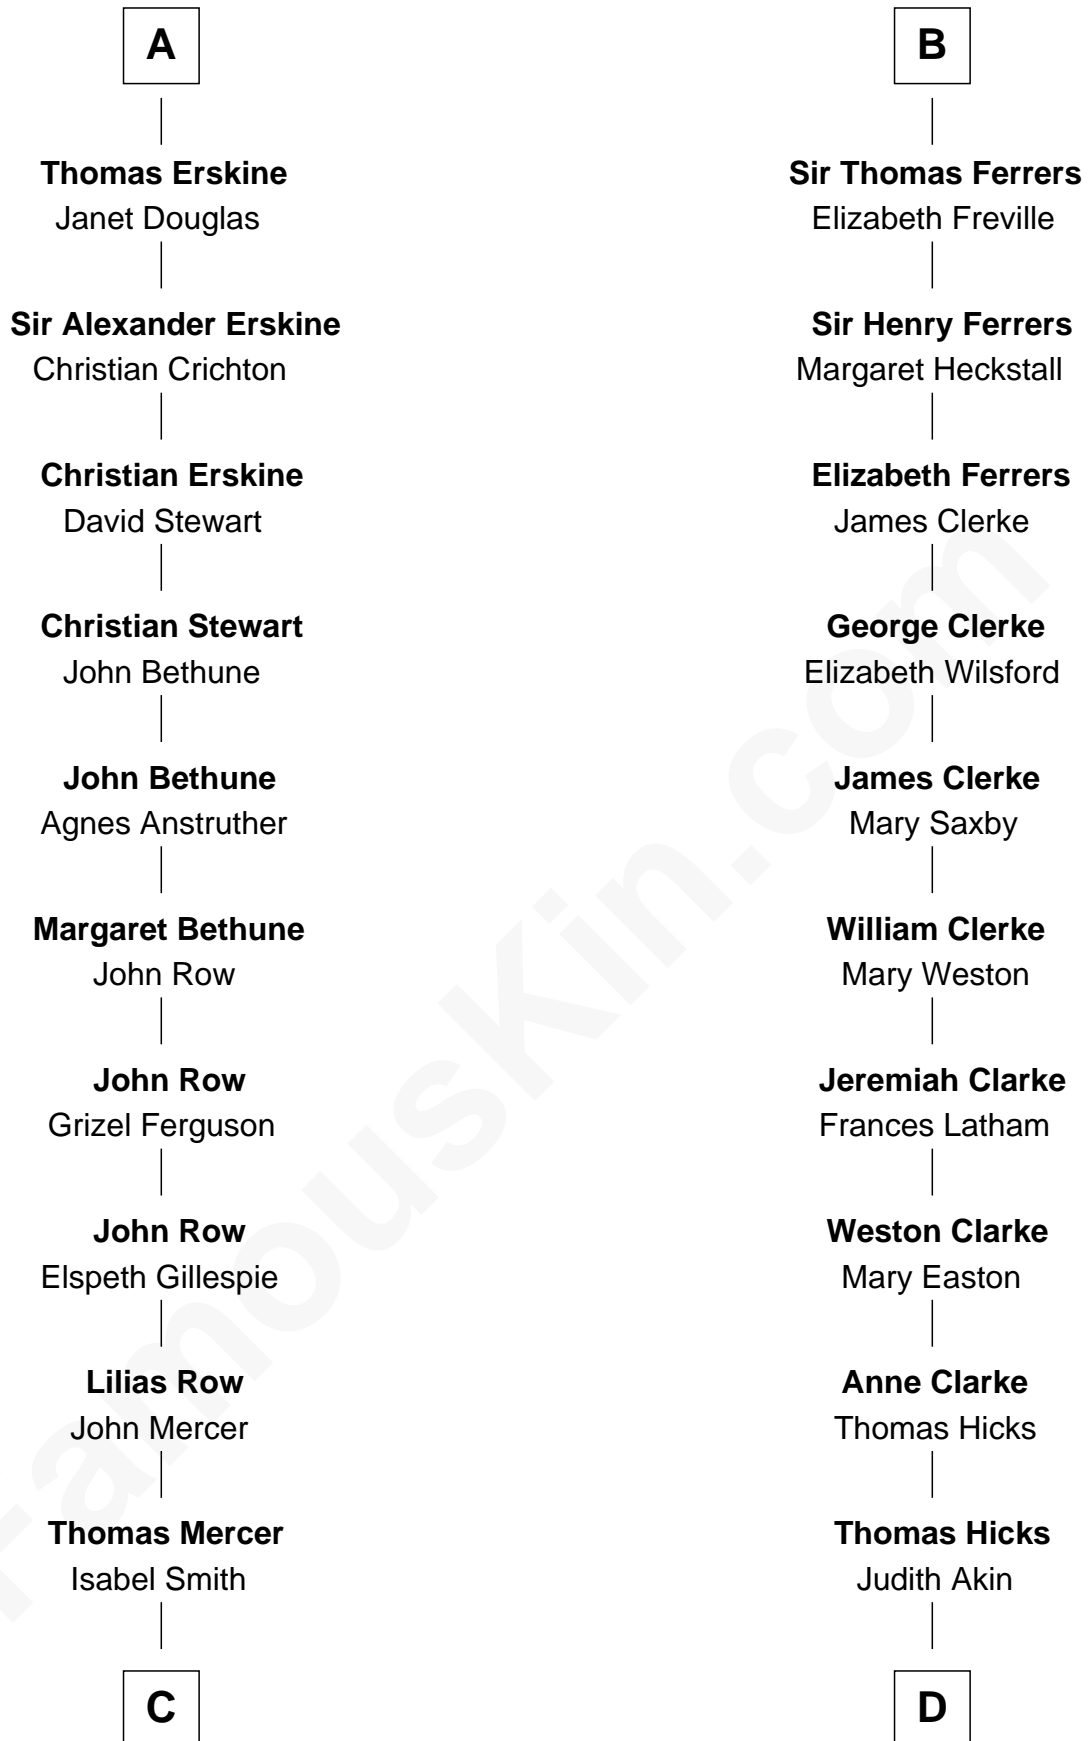 A
Thomas Erskine
Janet Douglas
Sir Alexander Erskine
Christian Crichton
Christian Erskine
David Stewart
Christian Stewart
John Bethune
John Bethune
Agnes Anstruther
Margaret Bethune
John Row
John Row
Grizel Ferguson
John Row
Elspeth Gillespie
Lilias Row
John Mercer
Thomas Mercer
Isabel Smith
C
B
Sir Thomas Ferrers
Elizabeth Freville
Sir Henry Ferrers
Margaret Heckstall
Elizabeth Ferrers
James Clerke
George Clerke
Elizabeth Wilsford
James Clerke
Mary Saxby
William Clerke
Mary Weston
Jeremiah Clarke
Frances Latham
Weston Clarke
Mary Easton
Anne Clarke
Thomas Hicks
Thomas Hicks
Judith Akin
D
FamousKin.com